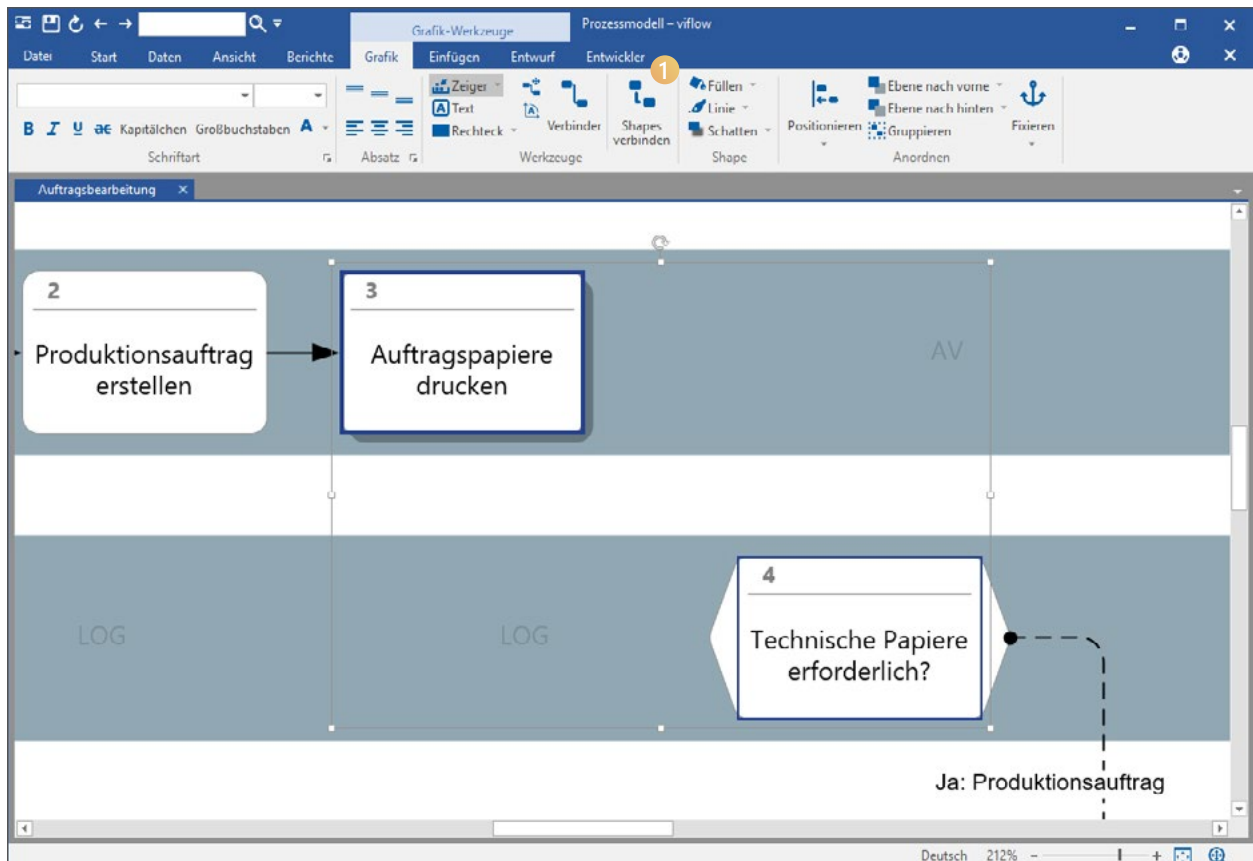 Grafik-Werkzeuge
Prozessmodell – viflow
Datei Start Daten Ansicht Berichte Grafik Einfügen Entwurf Entwickler
1
Zeiger
Text
Rechteck
Verbinder
Shapes
verbinden
Füllen
Linie
Schatten
Positionieren
Ebene nach vorne
Ebene nach hinten
Gruppieren
Fixieren
B I U ae Kapitälchen Großbuchstaben A
Schriftart Absatz Werkzeuge Shape Anordnen
Auftragsbearbeitung
2
Produktionsauftrag
erstellen
3
Auftragspapiere
drucken
AV
LOG
LOG
4
Technische Papiere
erforderlich?
Ja: Produktionsauftrag
Deutsch 212% – +